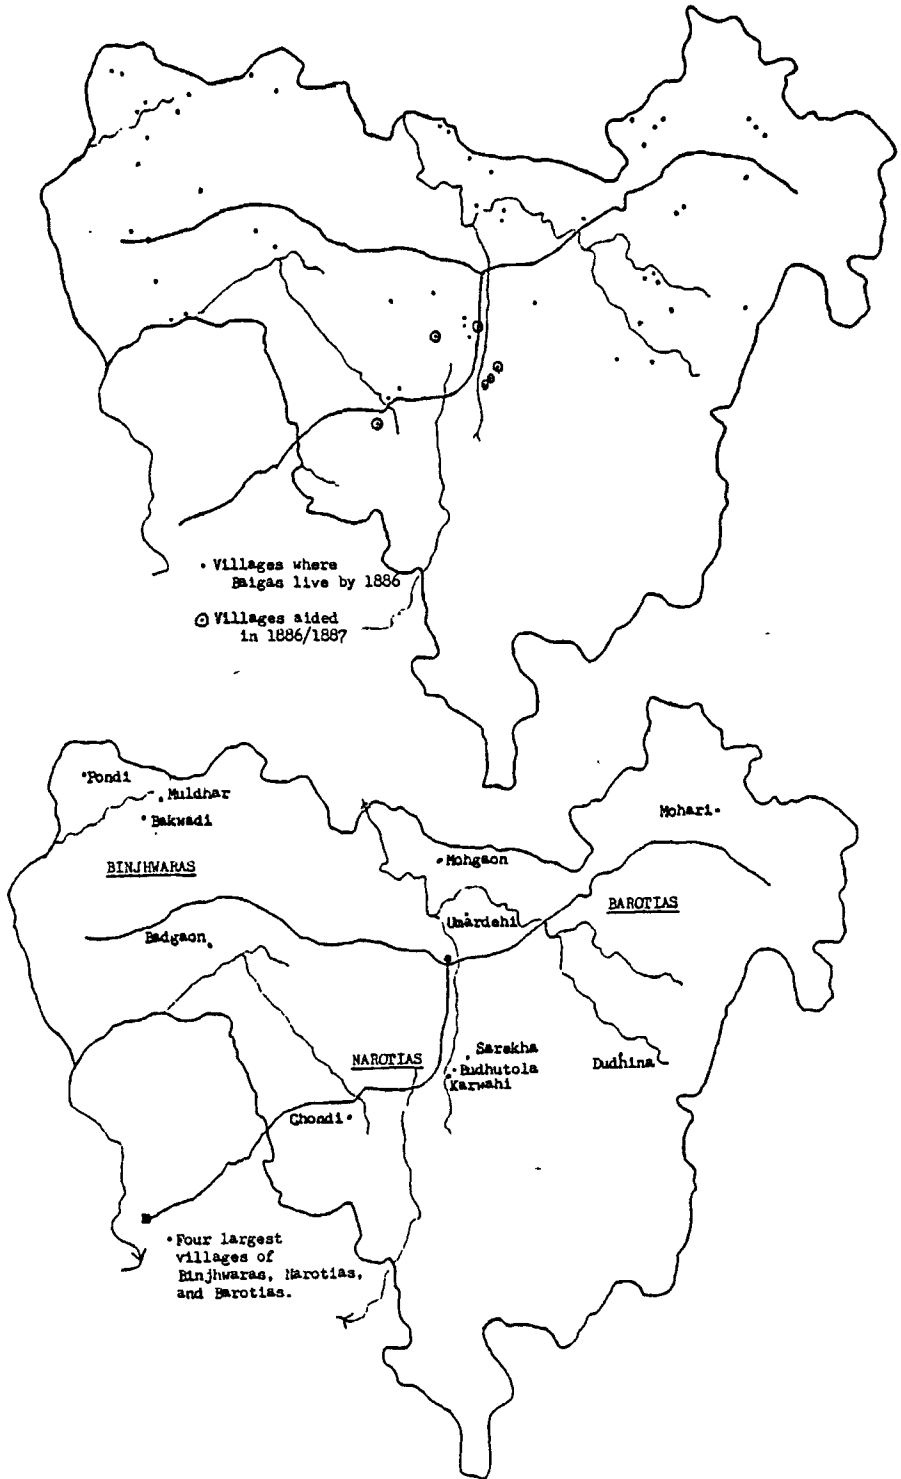 Villages where
Baigas live by 1886
Villages aided
in 1886/1887
Pondi
Muldhar
Bakwadi
Mohari
Mohgaon
BINJHWARAS
BAROTIAS
Umardehi
Badgaon
Sarekha
NAROTIAS
Dudhina
Budhutola
Karwahi
Chondi
Four largest
villages of
Binjhwaras, Narotias,
and Barotias.